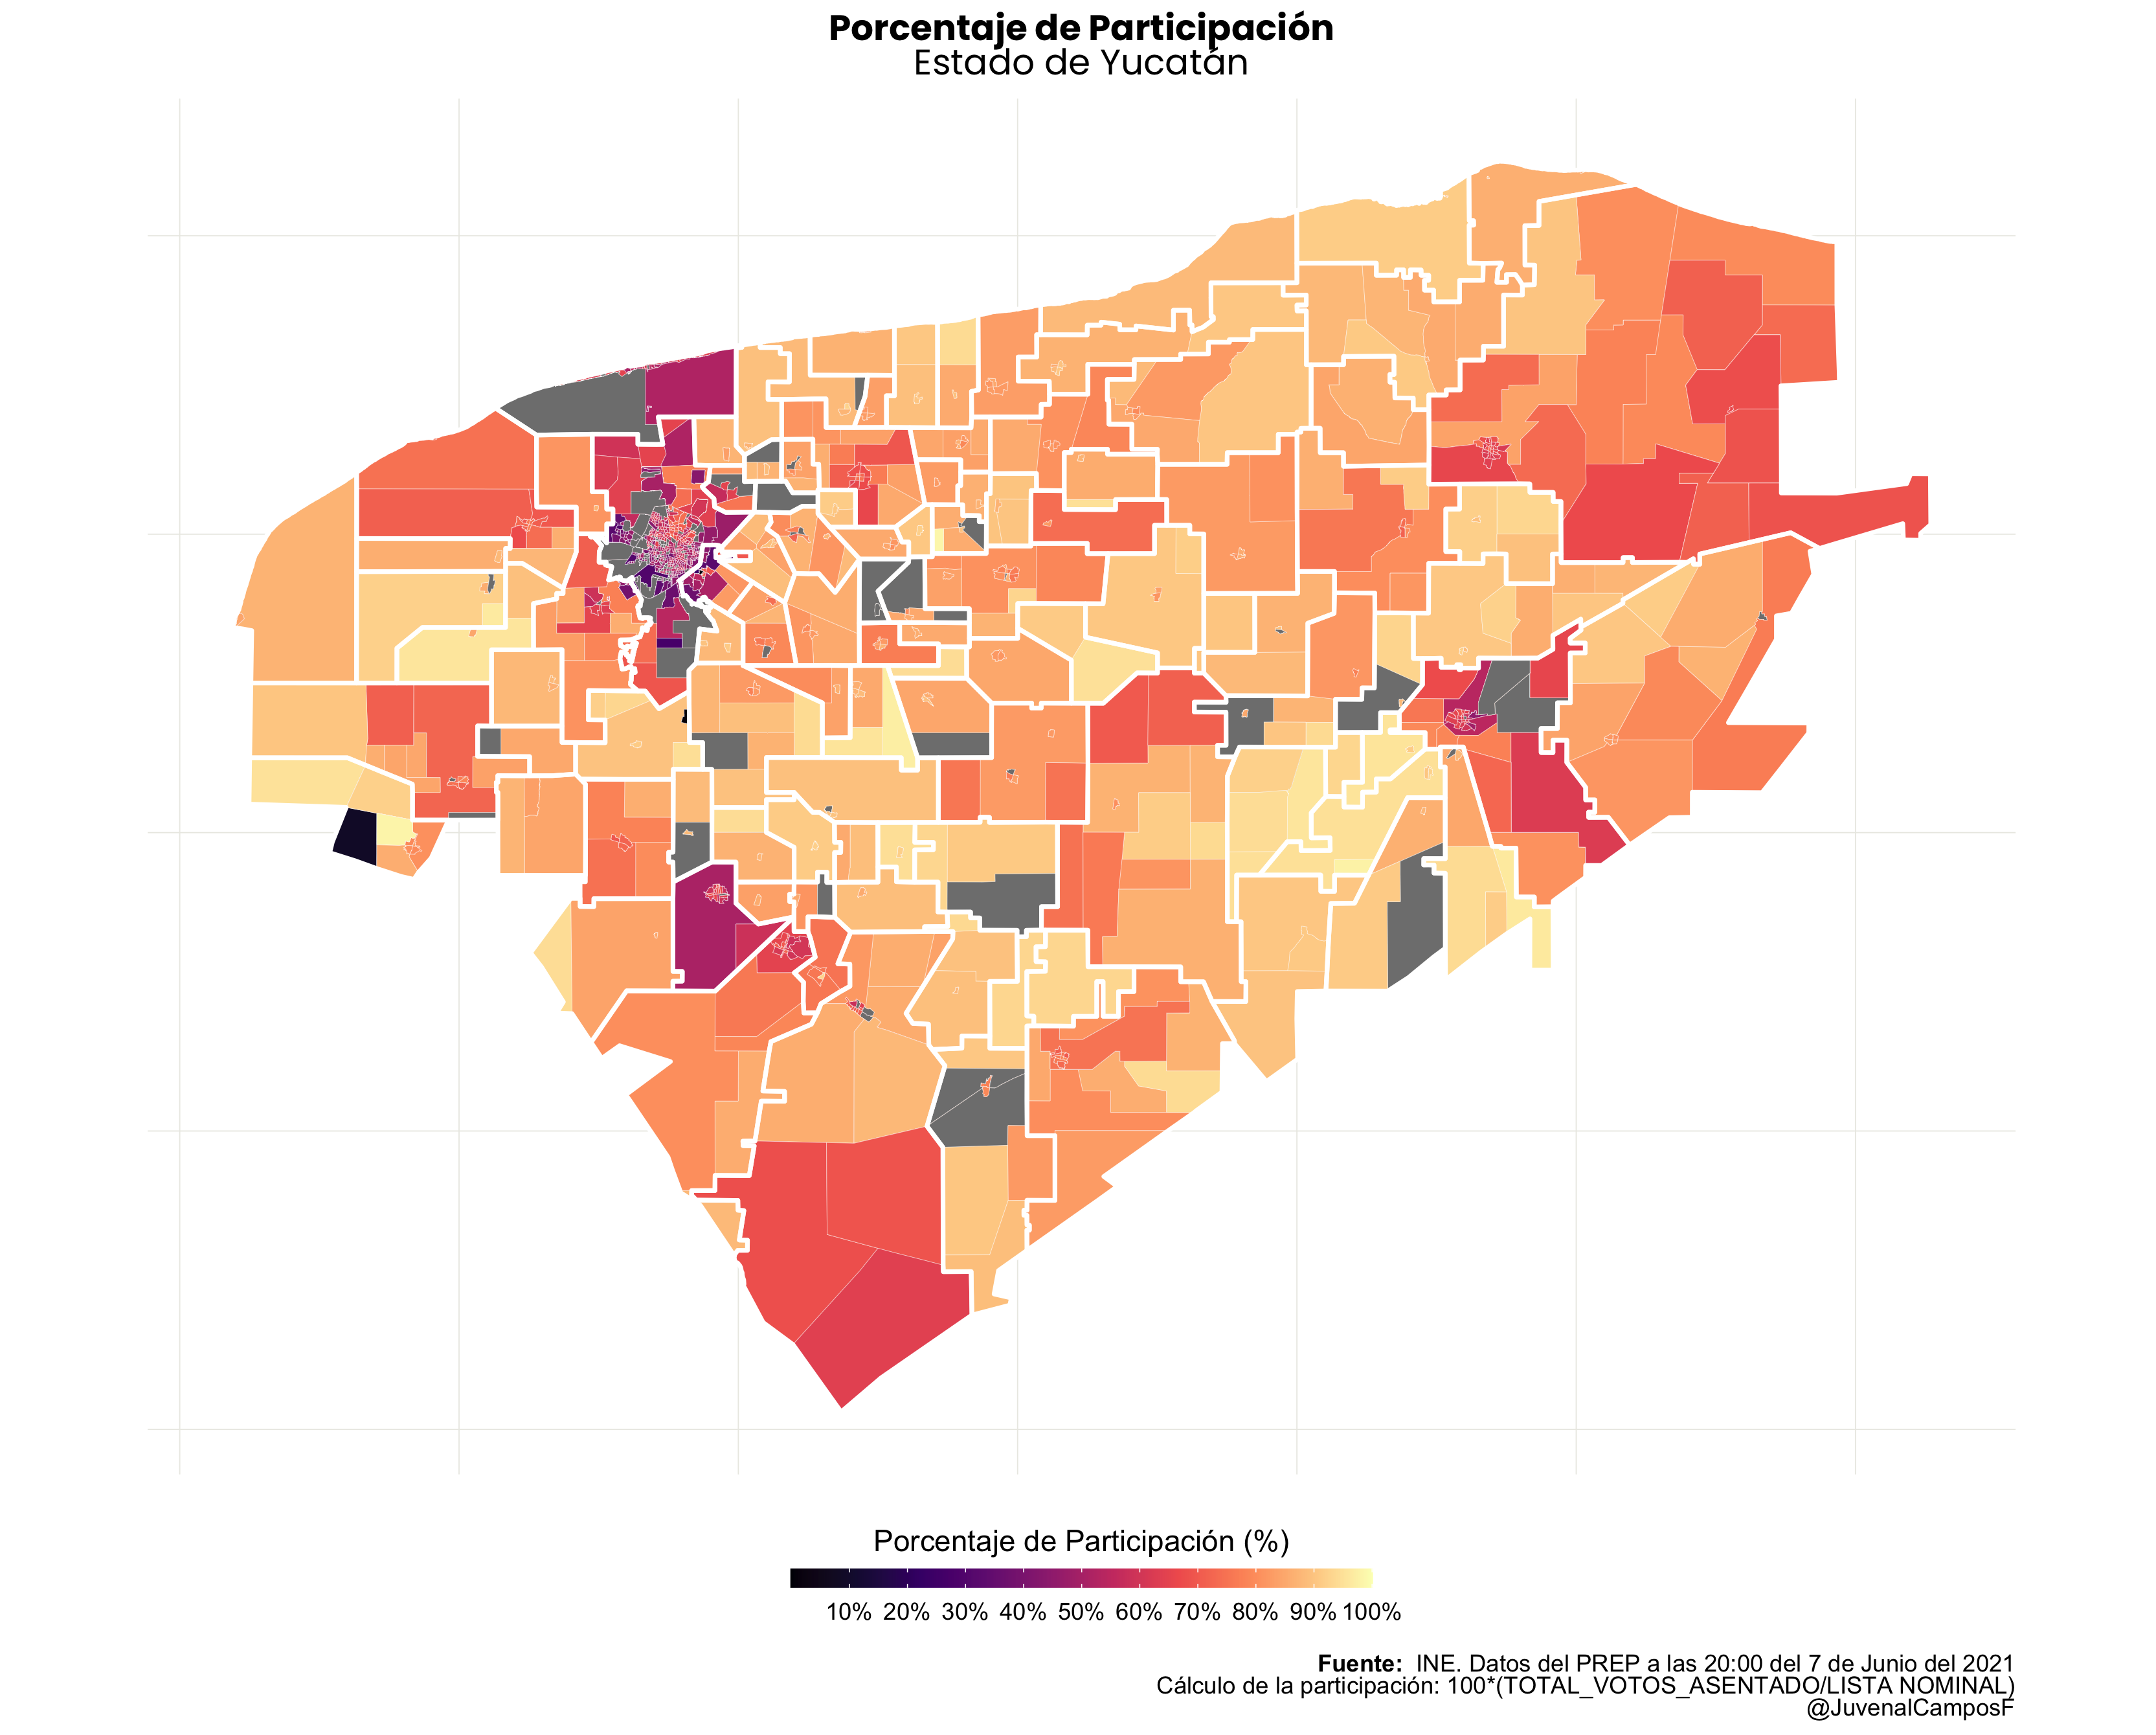 Porcentaje de Participación
Estado de Yucatán
Porcentaje de Participación (%)
10% 20% 30% 40% 50% 60% 70% 80% 90% 100%
Fuente: INE. Datos del PREP a las 20:00 del 7 de Junio del 2021
Cálculo de la participación: 100*(TOTAL_VOTOS_ASENTADO/LISTA NOMINAL)
@JuvenalCamposF